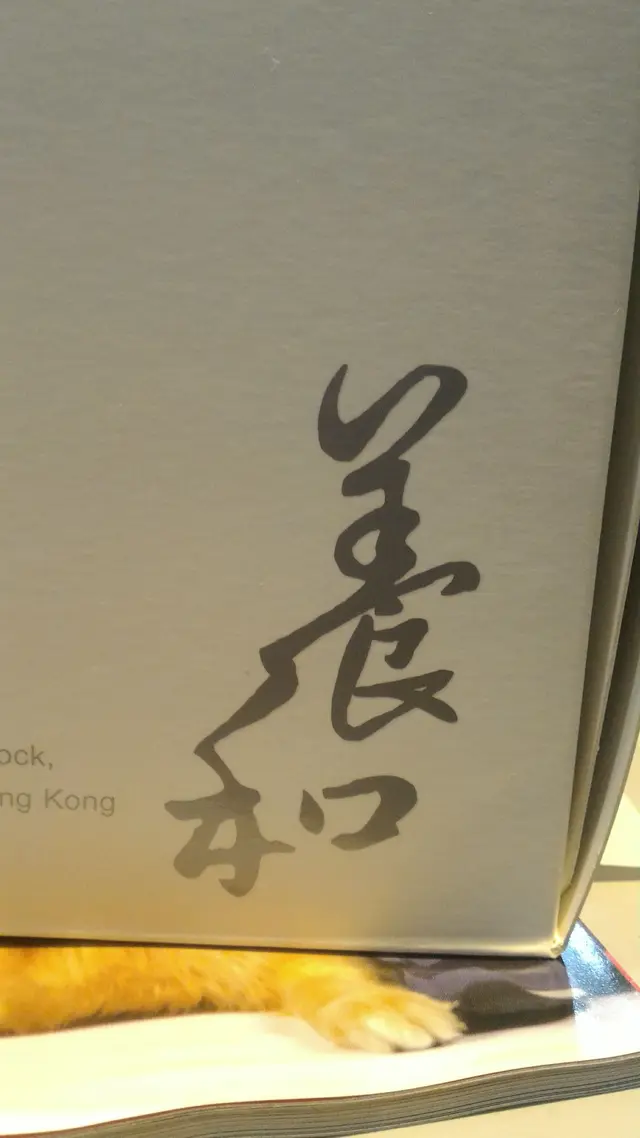 養和
ock,
ng Kong